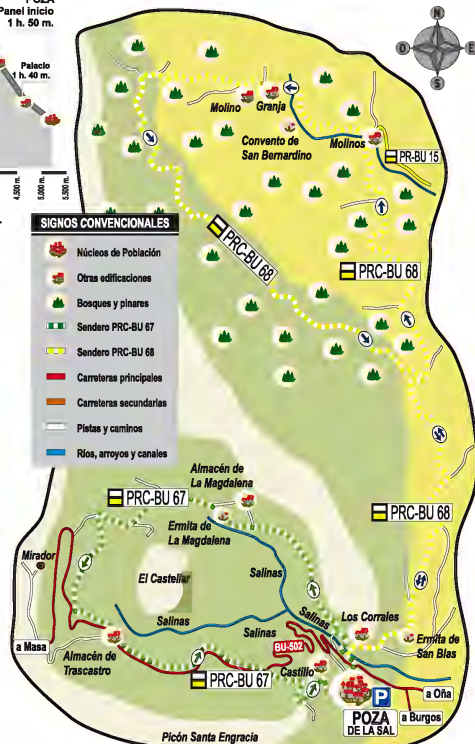 POZA
Panel inicio
1 h. 50 m.
Palacio
1 h. 40 m.
4.500 m.
5.000 m.
5.500 m.
N
O
E
S
Molino
Granja
Convento de
San Bernardino
Molinos
PR-BU 15
PRC-BU 68
PRC-BU 68
SIGNOS CONVENCIONALES
Núcleos de Población
Otras edificaciones
Bosques y pinares
Sendero PRC-BU 67
Sendero PRC-BU 68
Carreteras principales
Carreteras secundarias
Pistas y caminos
Ríos, arroyos y canales
Almacén de
La Magdalena
PRC-BU 67
Ermita de
La Magdalena
PRC-BU 68
Mirador
El Castellar
Salinas
Salinas
Salinas
Salinas
Los Corrales
Ermita de
San Blas
a Masa
Almacén de
Trascastro
BU-502
Castillo
PRC-BU 67
P
POZA
DE LA SAL
a Oña
a Burgos
Picón Santa Engracia